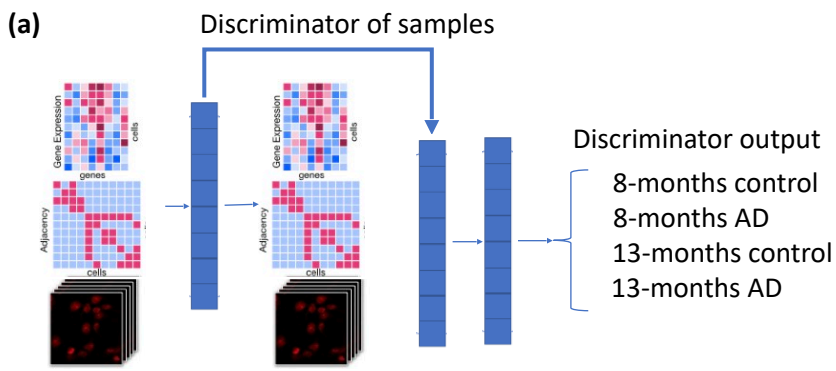 (a)
Discriminator of samples
Gene Expression
cells
genes
Adjacency
cells
Gene Expression
cells
genes
Adjacency
cells
Discriminator output
8-months control
8-months AD
13-months control
13-months AD